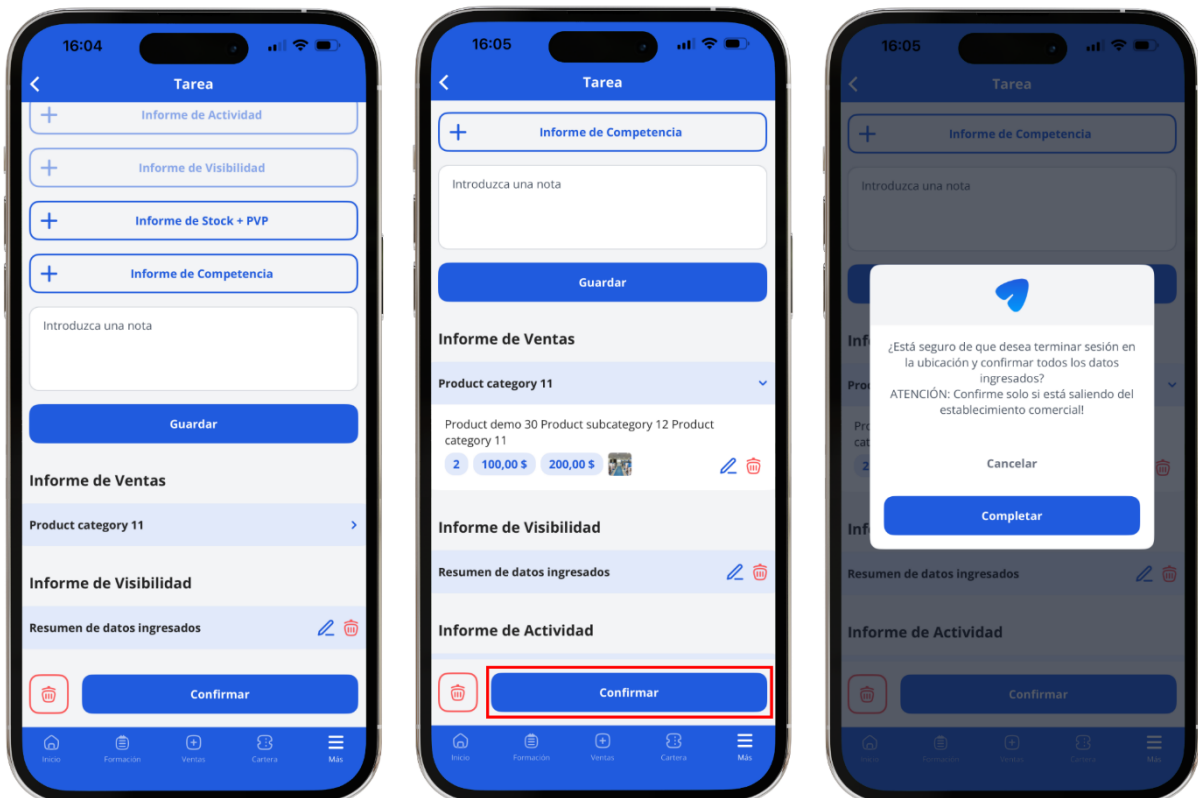 16:04
Tarea
Informe de Actividad
Informe de Visibilidad
Informe de Stock + PVP
Informe de Competencia
Introduzca una nota
Guardar
Informe de Ventas
Product category 11
Informe de Visibilidad
Resumen de datos ingresados
Confirmar
Inicio
Formación
Ventas
Cartera
Más
16:05
Tarea
Informe de Competencia
Introduzca una nota
Guardar
Informe de Ventas
Product category 11
Product demo 30 Product subcategory 12 Product
category 11
2 100,00 $ 200,00 $
Informe de Visibilidad
Resumen de datos ingresados
Informe de Actividad
Confirmar
Inicio
Formación
Ventas
Cartera
Más
16:05
Tarea
Informe de Competencia
Introduzca una nota
Inf
Pro
Pro
cat
2
¿Está seguro de que desea terminar sesión en
la ubicación y confirmar todos los datos
ingresados?
ATENCIÓN: Confirme solo si está saliendo del
establecimiento comercial!
Cancelar
Completar
Inf
Resumen de datos ingresados
Informe de Actividad
Confirmar
Inicio
Formación
Ventas
Cartera
Más